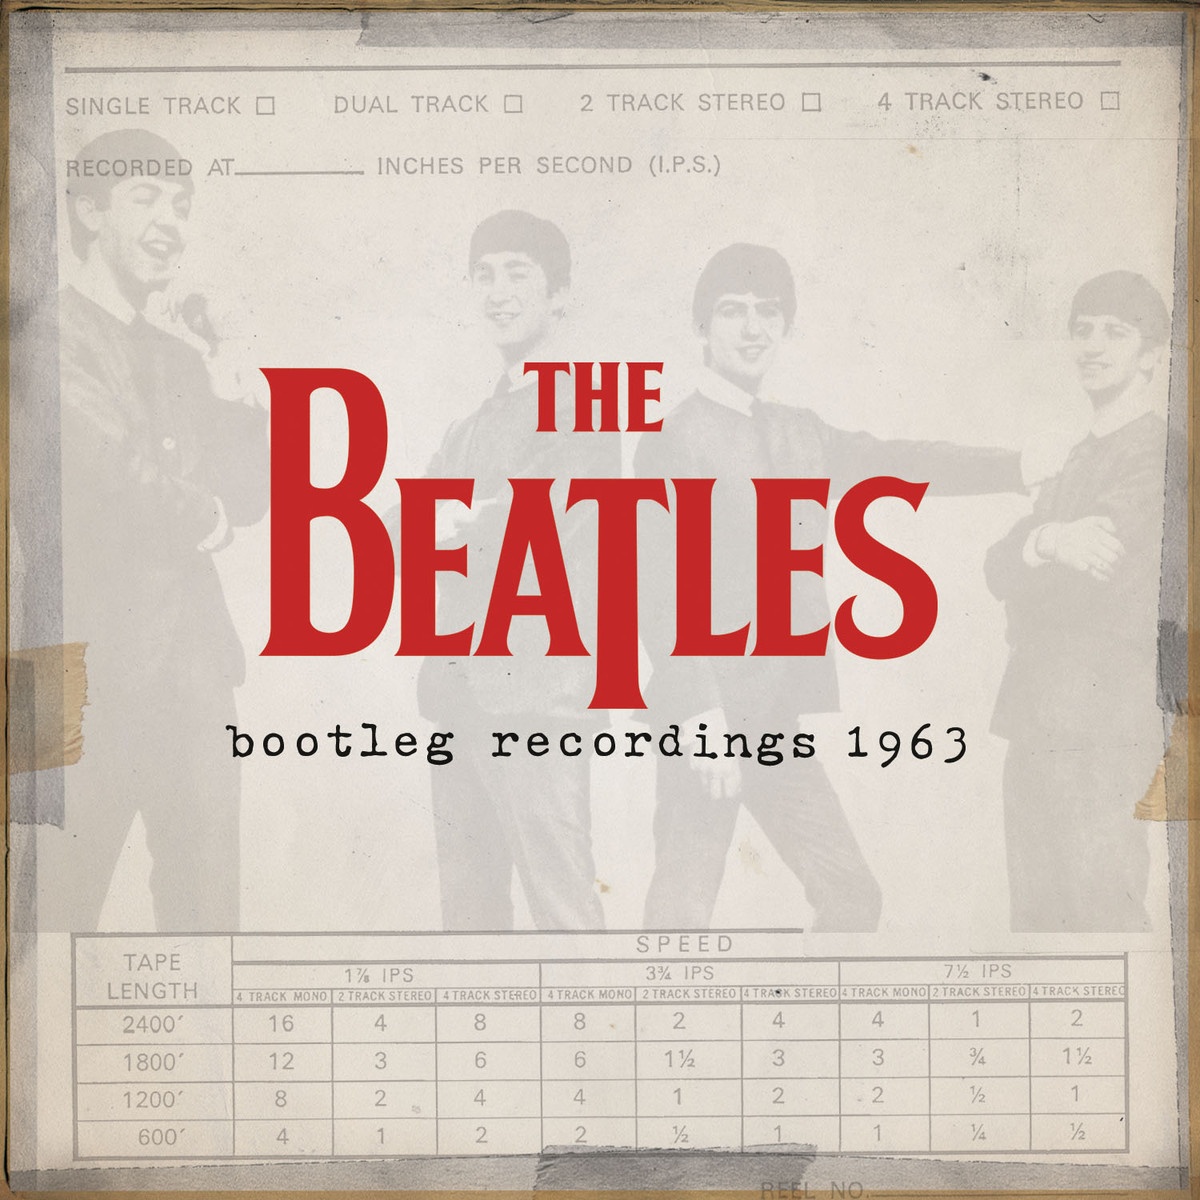 SINGLE TRACK □ DUAL TRACK □ 2 TRACK STEREO □ 4 TRACK STEREO □
RECORDED AT________ INCHES PER SECOND (I.P.S.)
THE
BEATLES
bootleg recordings 1963
SPEED
TAPE LENGTH
1⅞ IPS 3¾ IPS 7½ IPS
4 TRACK MONO 2 TRACK STEREO 4 TRACK STEREO 4 TRACK MONO 2 TRACK STEREO 4 TRACK STEREO 4 TRACK MONO 2 TRACK STEREO 4 TRACK STEREO
2400′ 16 4 8 8 2 4 4 1 2
1800′ 12 3 6 6 1½ 3 3 ¾ 1½
1200′ 8 2 4 4 1 2 2 ½ 1
600′ 4 1 2 2 ½ 1 1 ¼ ½
REEL NO.